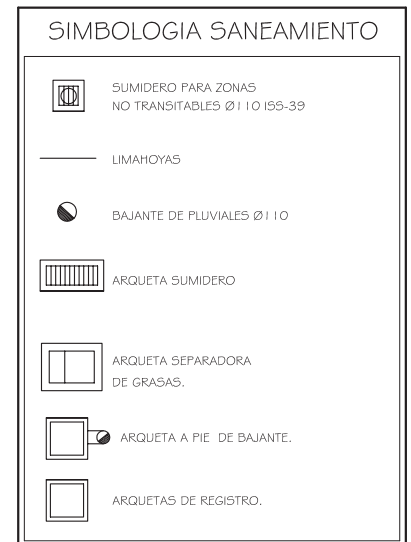 SIMBOLOGIA SANEAMIENTO
SUMIDERO PARA ZONAS
NO TRANSITABLES Ø110 ISS-39
LIMAHOYAS
BAJANTE DE PLUVIALES Ø110
ARQUETA SUMIDERO
ARQUETA SEPARADORA
DE GRASAS.
ARQUETA A PIE DE BAJANTE.
ARQUETAS DE REGISTRO.